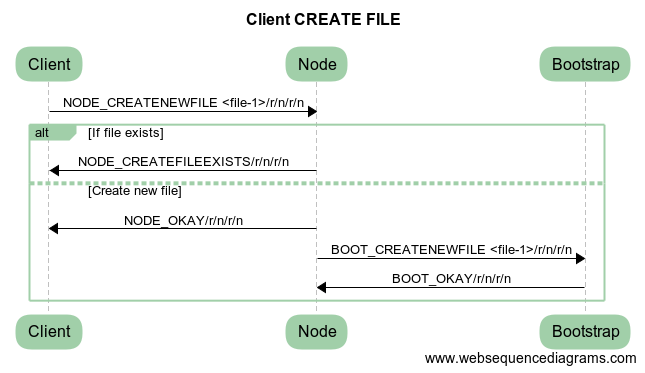 Client CREATE FILE
Client
Node
Bootstrap
NODE_CREATENEWFILE <file-1>/r/n/r/n
alt
[If file exists]
NODE_CREATEFILEEXISTS/r/n/r/n
[Create new file]
NODE_OKAY/r/n/r/n
BOOT_CREATENEWFILE <file-1>/r/n/r/n
BOOT_OKAY/r/n/r/n
Client
Node
Bootstrap
www.websequencediagrams.com